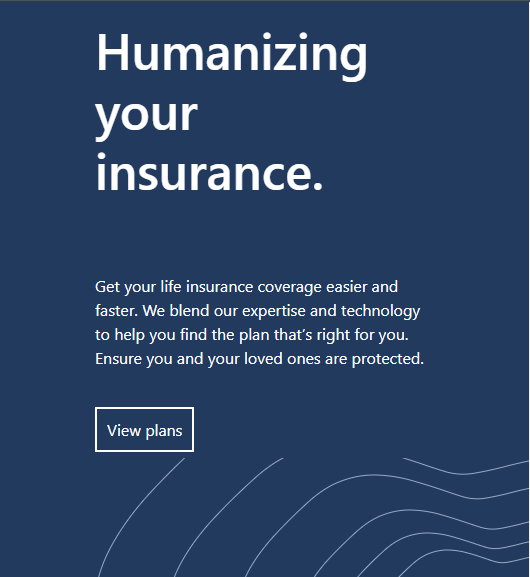 Humanizing
your
insurance.
Get your life insurance coverage easier and
faster. We blend our expertise and technology
to help you find the plan that’s right for you.
Ensure you and your loved ones are protected.
View plans